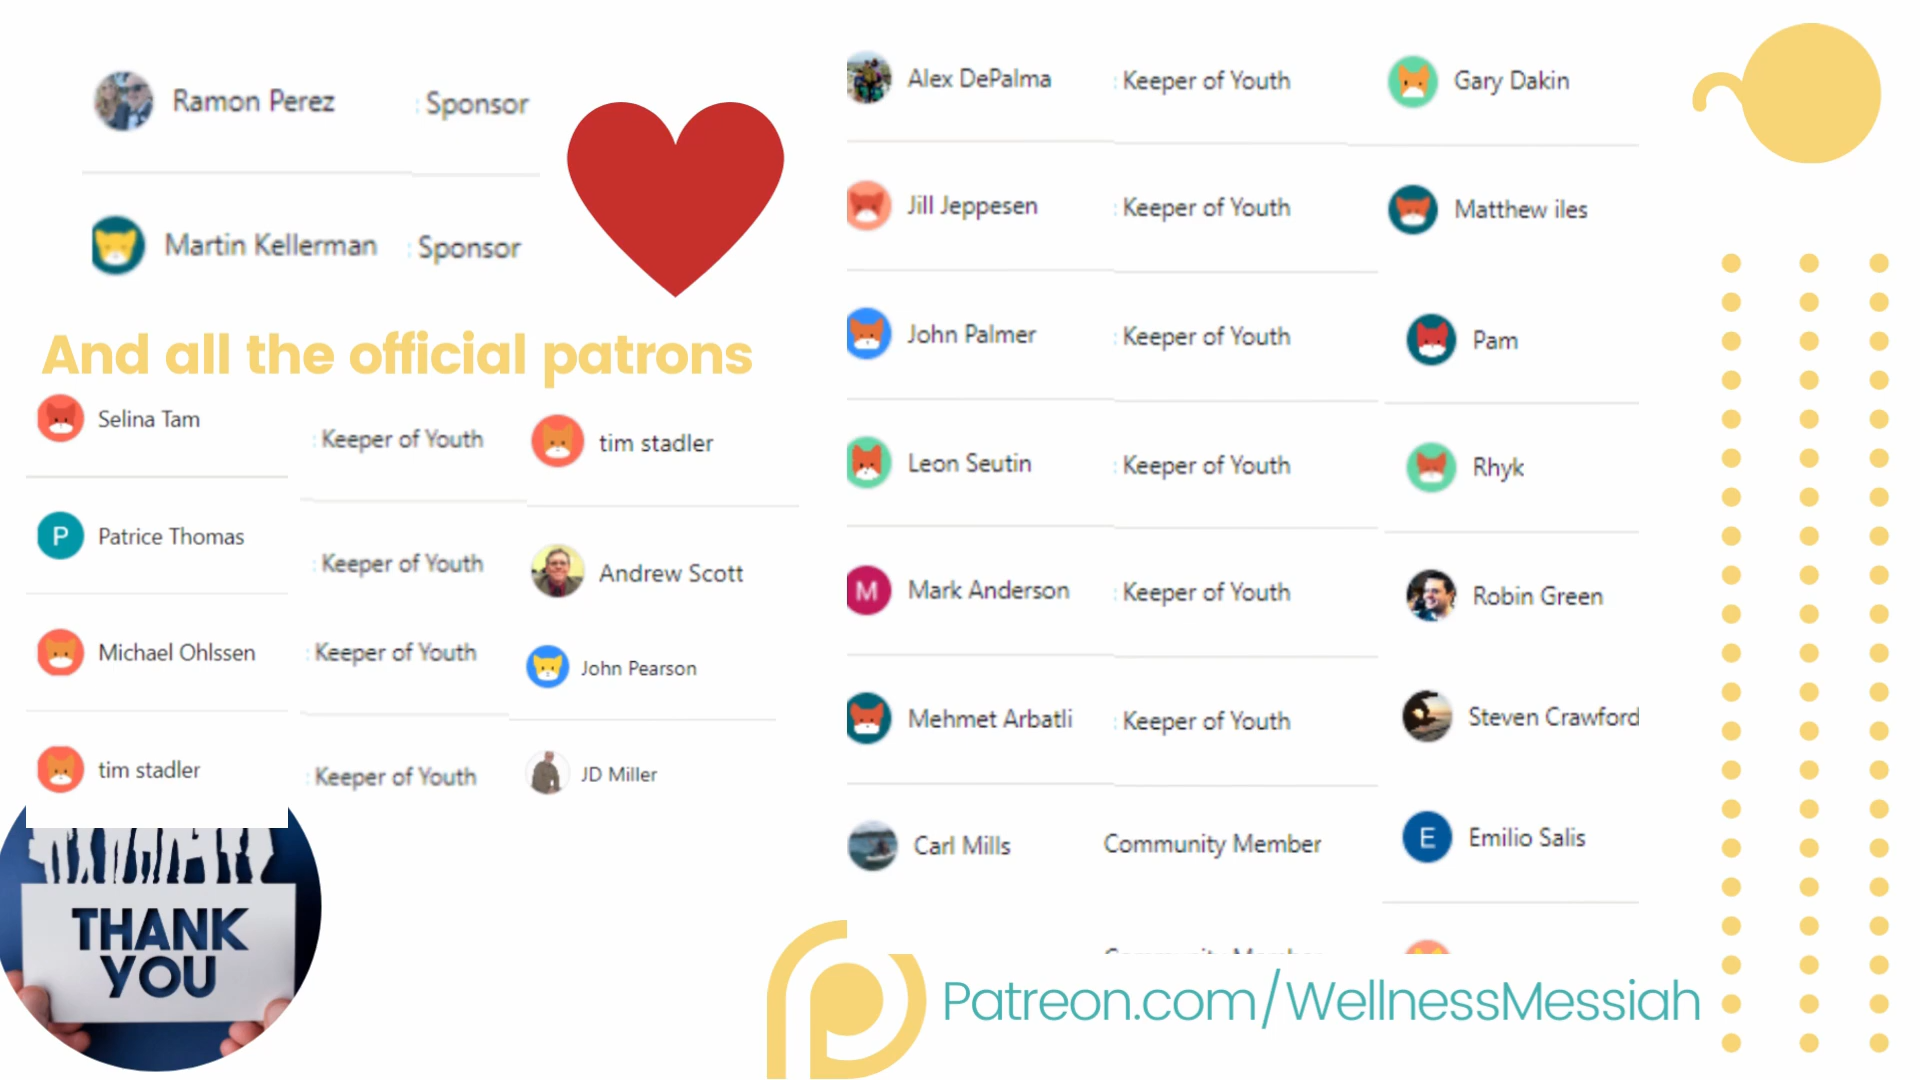 Ramon Perez : Sponsor
Martin Kellerman : Sponsor
And all the official patrons
Selina Tam : Keeper of Youth tim stadler
Patrice Thomas : Keeper of Youth Andrew Scott
Michael Ohlssen : Keeper of Youth John Pearson
tim stadler : Keeper of Youth JD Miller
P
THANK
YOU
Alex DePalma : Keeper of Youth Gary Dakin
Jill Jeppesen : Keeper of Youth Matthew iles
John Palmer : Keeper of Youth Pam
Leon Seutin : Keeper of Youth Rhyk
M Mark Anderson : Keeper of Youth Robin Green
Mehmet Arbatli : Keeper of Youth Steven Crawford
Carl Mills Community Member E Emilio Salis
Patreon.com/WellnessMessiah